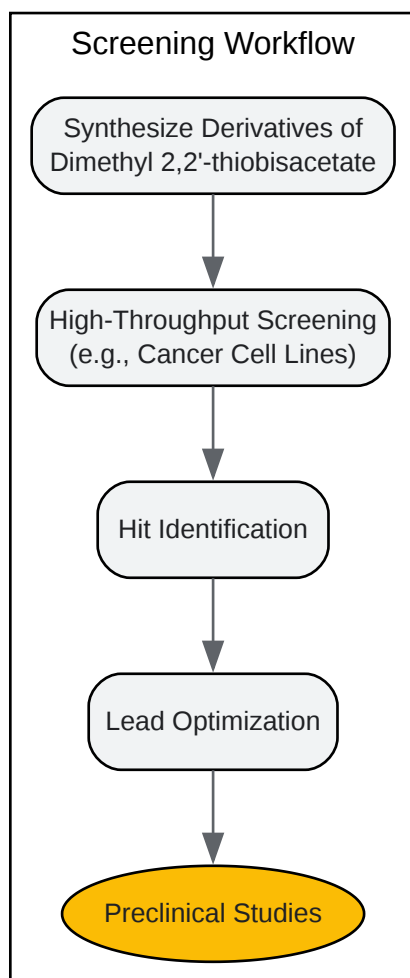 Screening Workflow
Synthesize Derivatives of
Dimethyl 2,2'-thiobisacetate
High-Throughput Screening
(e.g., Cancer Cell Lines)
Hit Identification
Lead Optimization
Preclinical Studies